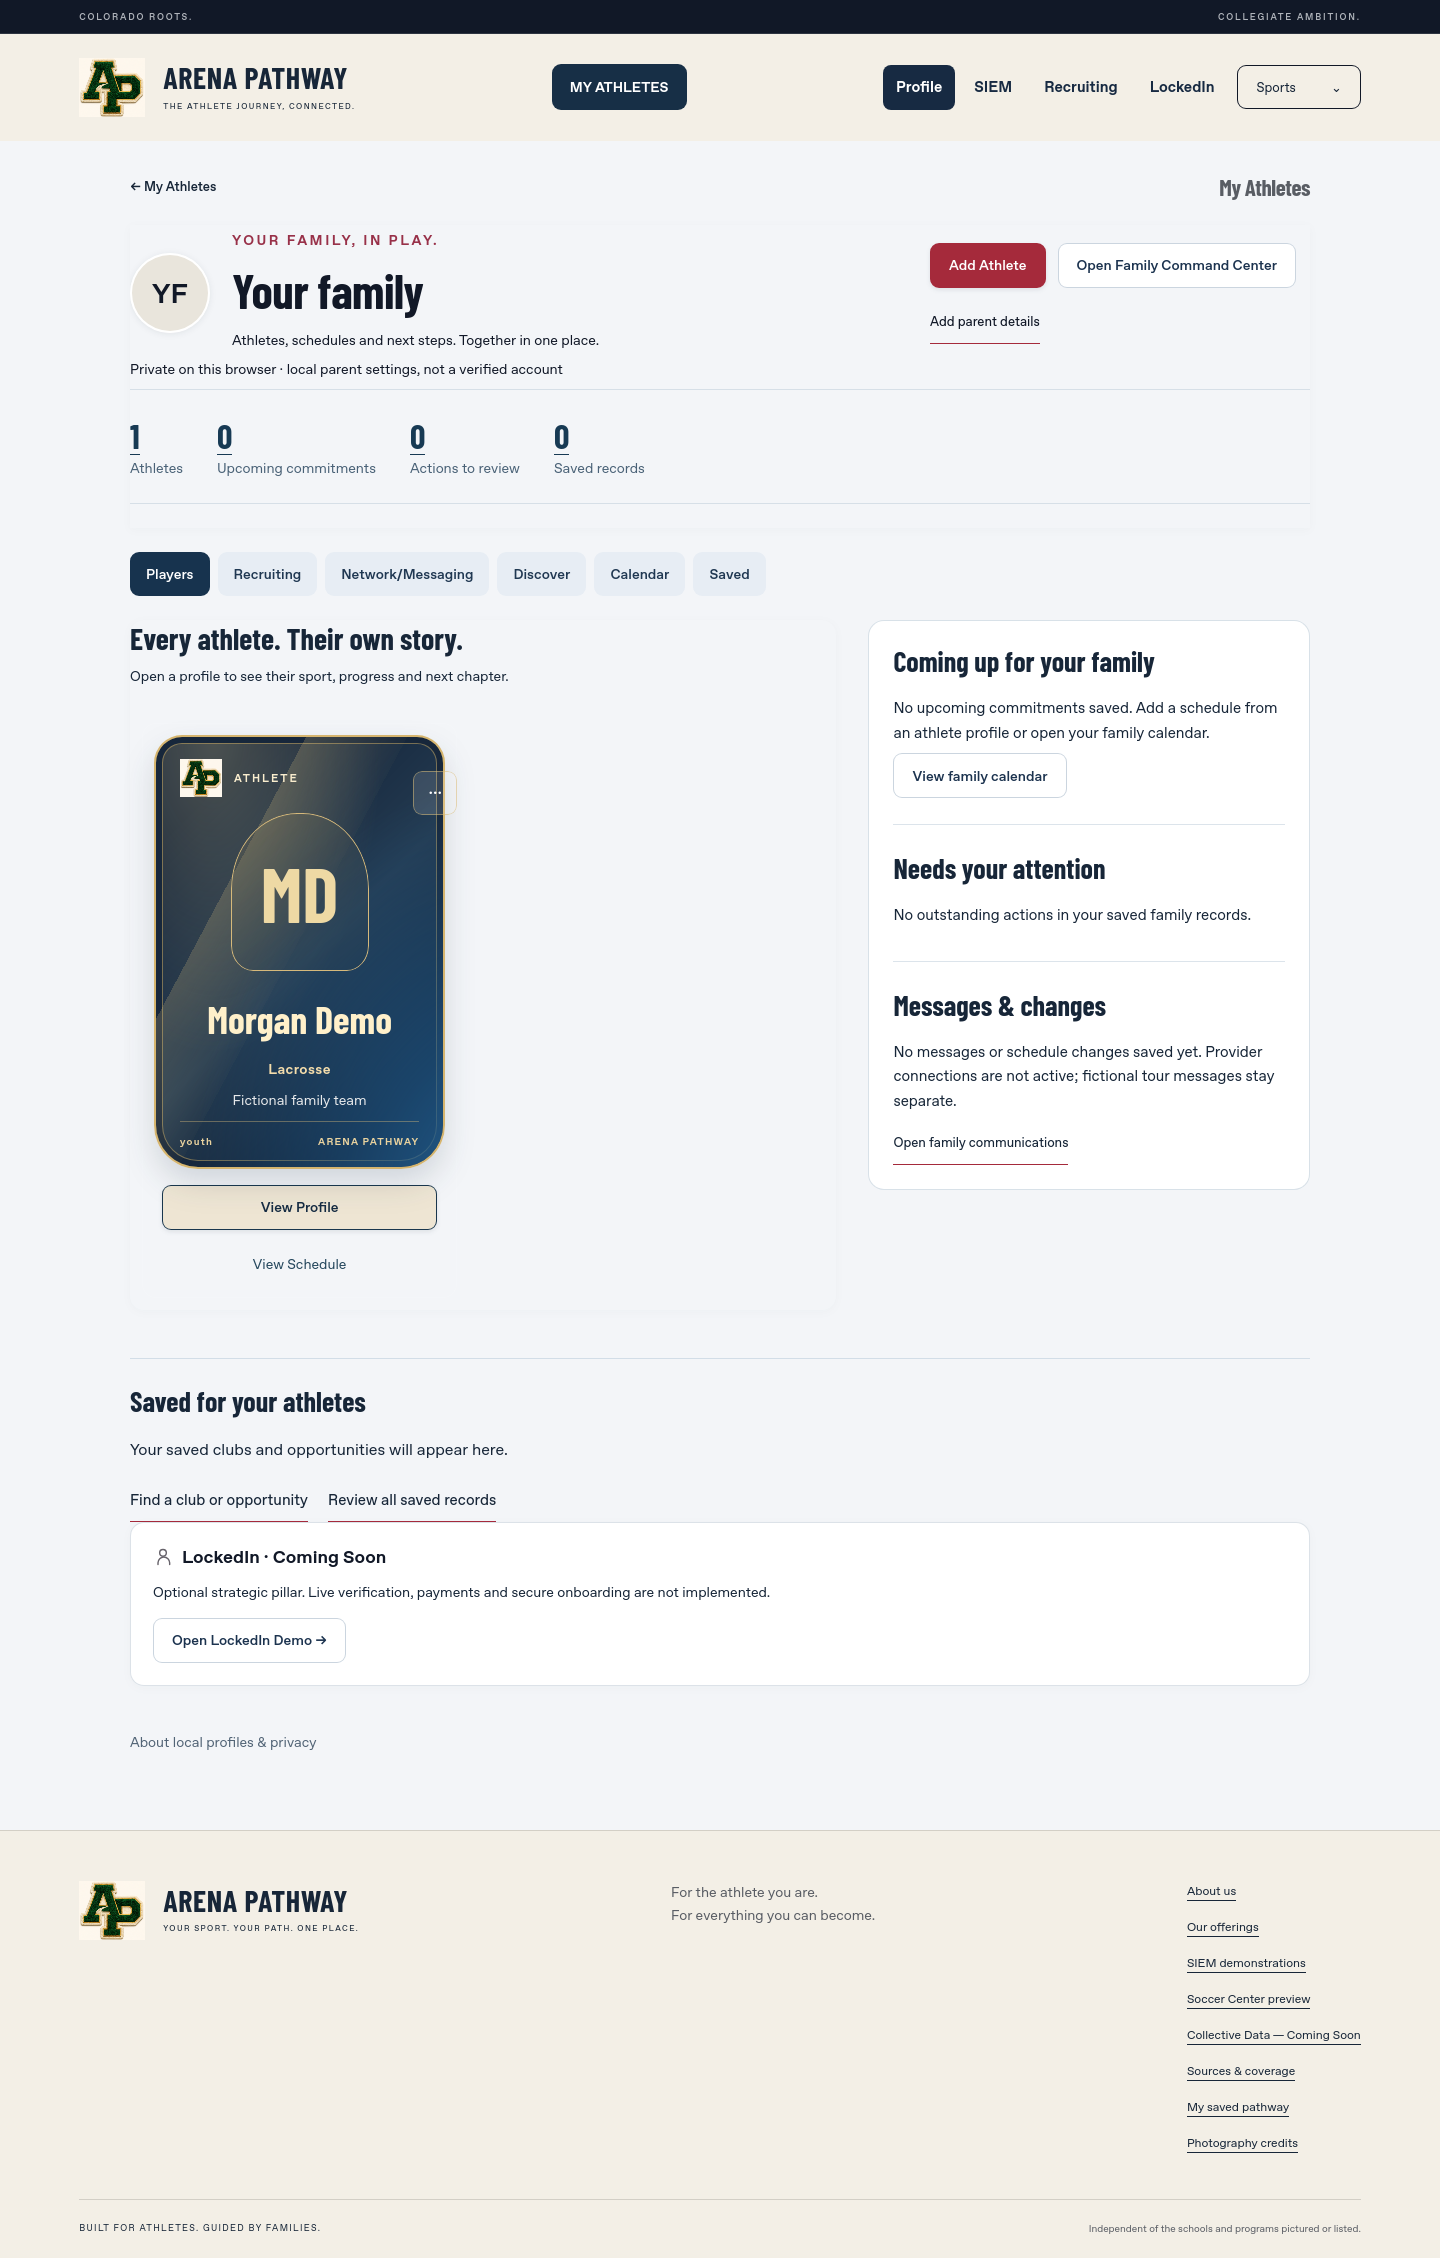 COLORADO ROOTS.
COLLEGIATE AMBITION.
AP
ARENA PATHWAY
THE ATHLETE JOURNEY, CONNECTED.
MY ATHLETES
Profile
SIEM
Recruiting
LockedIn
Sports
← My Athletes
My Athletes
YF
YOUR FAMILY, IN PLAY.
Your family
Athletes, schedules and next steps. Together in one place.
Add Athlete
Open Family Command Center
Add parent details
Private on this browser · local parent settings, not a verified account
1
Athletes
0
Upcoming commitments
0
Actions to review
0
Saved records
Players
Recruiting
Network/Messaging
Discover
Calendar
Saved
Every athlete. Their own story.
Open a profile to see their sport, progress and next chapter.
AP
ATHLETE
···
MD
Morgan Demo
Lacrosse
Fictional family team
youth
ARENA PATHWAY
View Profile
View Schedule
Coming up for your family
No upcoming commitments saved. Add a schedule from
an athlete profile or open your family calendar.
View family calendar
Needs your attention
No outstanding actions in your saved family records.
Messages & changes
No messages or schedule changes saved yet. Provider
connections are not active; fictional tour messages stay
separate.
Open family communications
Saved for your athletes
Your saved clubs and opportunities will appear here.
Find a club or opportunity
Review all saved records
LockedIn · Coming Soon
Optional strategic pillar. Live verification, payments and secure onboarding are not implemented.
Open LockedIn Demo →
About local profiles & privacy
AP
ARENA PATHWAY
YOUR SPORT. YOUR PATH. ONE PLACE.
For the athlete you are.
For everything you can become.
About us
Our offerings
SIEM demonstrations
Soccer Center preview
Collective Data — Coming Soon
Sources & coverage
My saved pathway
Photography credits
BUILT FOR ATHLETES. GUIDED BY FAMILIES.
Independent of the schools and programs pictured or listed.